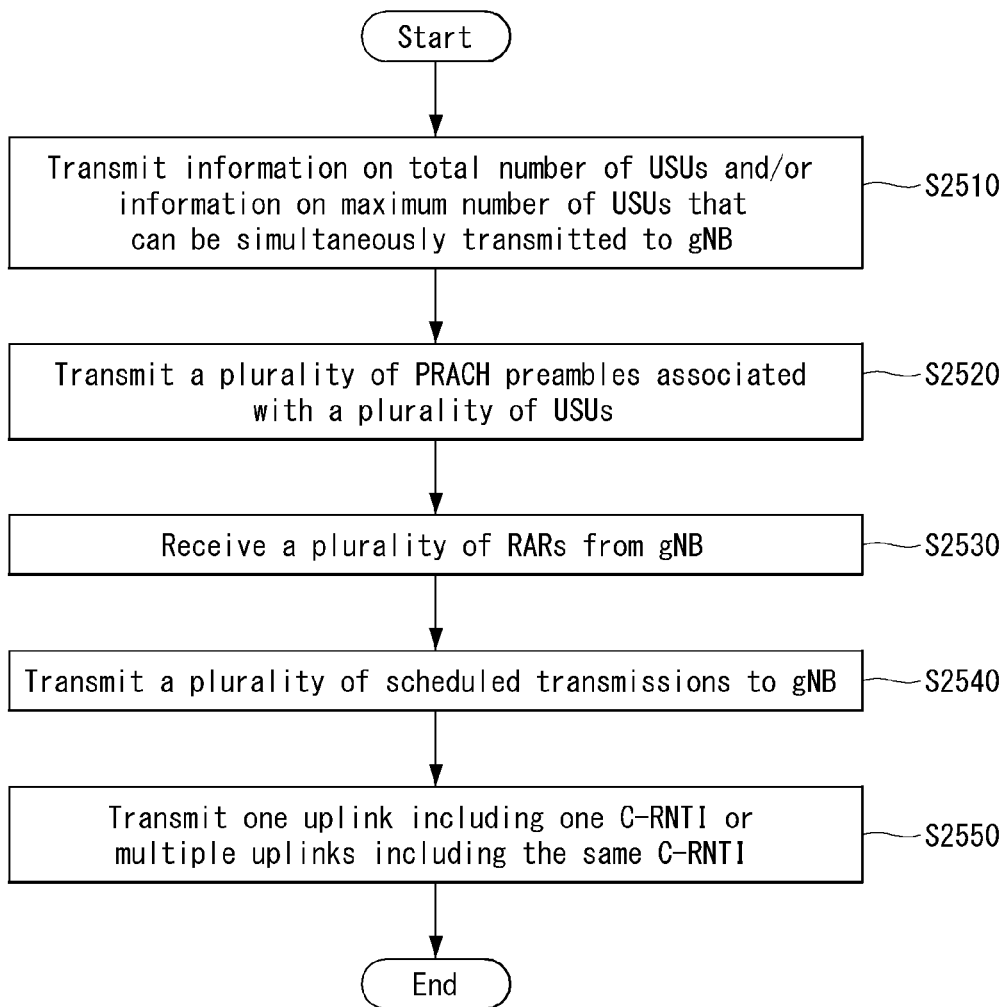 Start
Transmit information on total number of USUs and/or
information on maximum number of USUs that
can be simultaneously transmitted to gNB
S2510
Transmit a plurality of PRACH preambles associated
with a plurality of USUs
S2520
Receive a plurality of RARs from gNB
S2530
Transmit a plurality of scheduled transmissions to gNB
S2540
Transmit one uplink including one C-RNTI or
multiple uplinks including the same C-RNTI
S2550
End